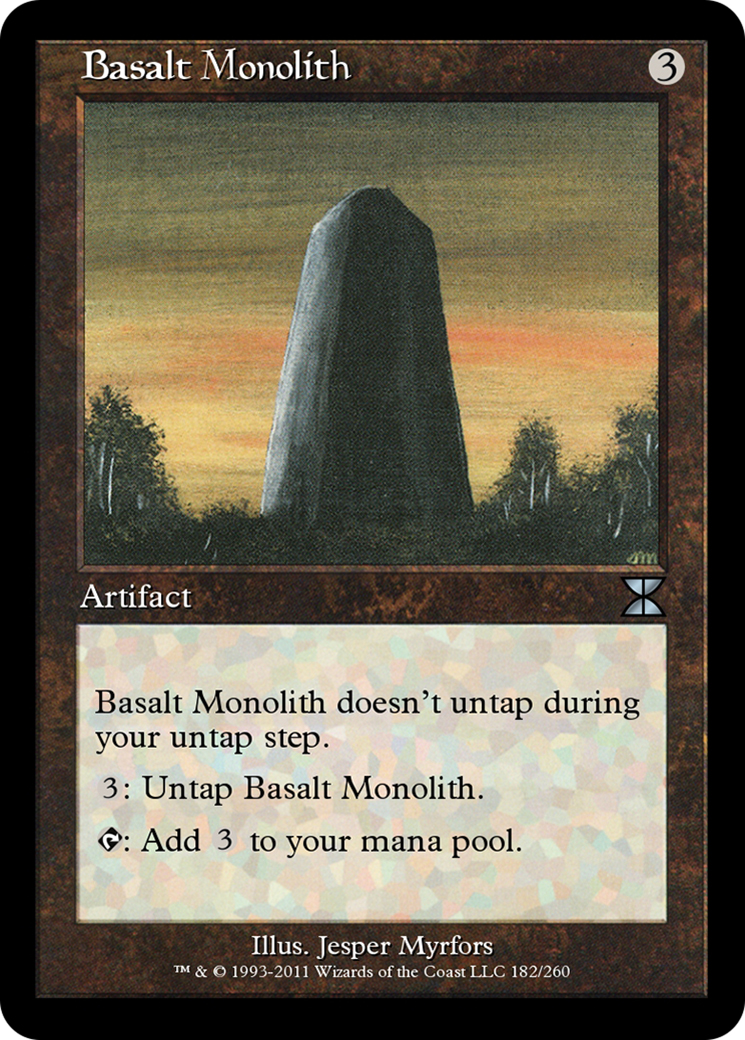 Basalt Monolith 3
JM
Artifact
Basalt Monolith doesn't untap during
your untap step.
3: Untap Basalt Monolith.
: Add 3 to your mana pool.
Illus. Jesper Myrfors
™ & © 1993-2011 Wizards of the Coast LLC 182/260